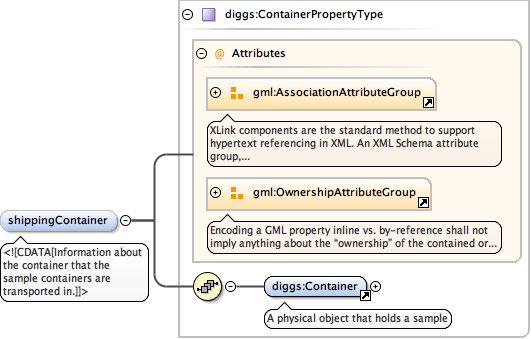 diggs:ContainerPropertyType
@ Attributes
gml:AssociationAttributeGroup
XLink components are the standard method to support
hypertext referencing in XML. An XML Schema attribute
group,...
gml:OwnershipAttributeGroup
Encoding a GML property inline vs. by-reference shall not
imply anything about the “ownership” of the contained or...
shippingContainer
<![CDATA[Information about
the container that the
sample containers are
transported in.]]>
diggs:Container
A physical object that holds a sample